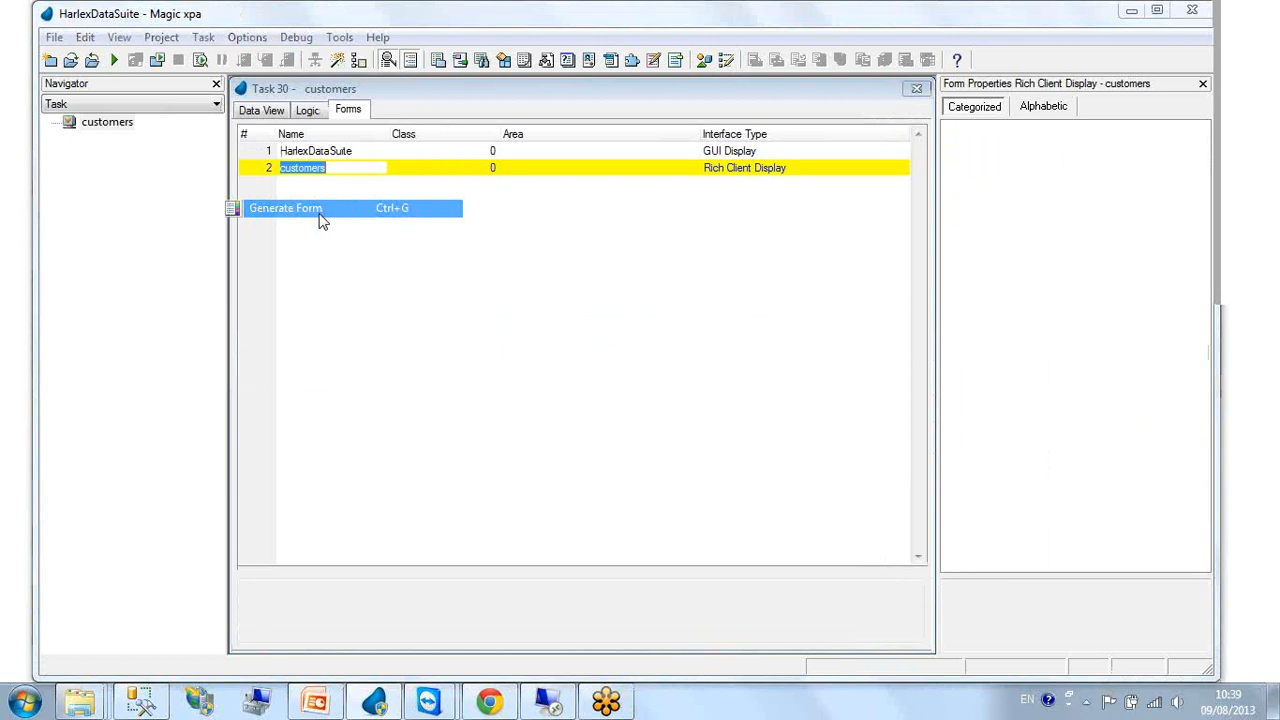 HarlexDataSuite - Magic xpa
File Edit View Project Task Options Debug Tools Help
Navigator
Task
customers
Task 30 - customers
Data View Logic Forms
# Name Class Area Interface Type
1 HarlexDataSuite 0 GUI Display
2 customers 0 Rich Client Display
Generate Form Ctrl+G
Form Properties Rich Client Display - customers
Categorized Alphabetic
EN
10:39
09/08/2013